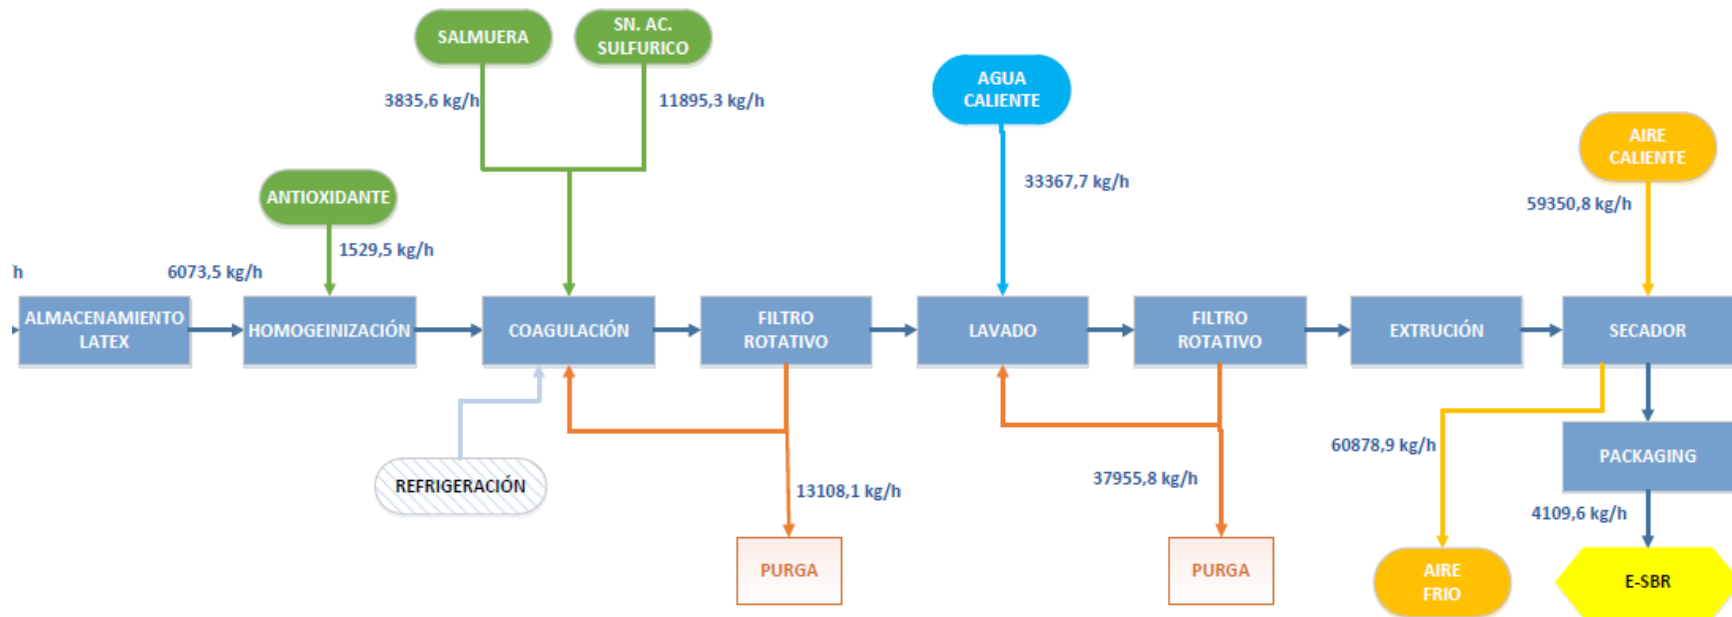 SALMUERA
SN. AC.
SULFURICO
3835,6 kg/h
11895,3 kg/h
AGUA
CALIENTE
AIRE
CALIENTE
ANTIOXIDANTE
33367,7 kg/h
59350,8 kg/h
1529,5 kg/h
/h
6073,5 kg/h
ALMACENAMIENTO
LATEX
HOMOGEINIZACIÓN
COAGULACIÓN
FILTRO
ROTATIVO
LAVADO
FILTRO
ROTATIVO
EXTRUCIÓN
SECADOR
REFRIGERACIÓN
13108,1 kg/h
37955,8 kg/h
60878,9 kg/h
PACKAGING
4109,6 kg/h
PURGA
PURGA
AIRE
FRIO
E-SBR